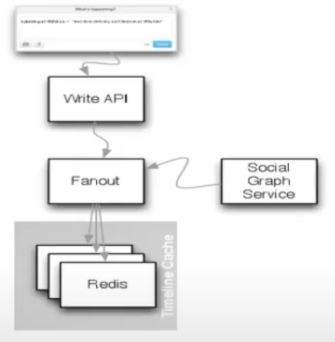 What's happening?
Write API
Fanout
Social
Graph
Service
Redis
Timeline Cache